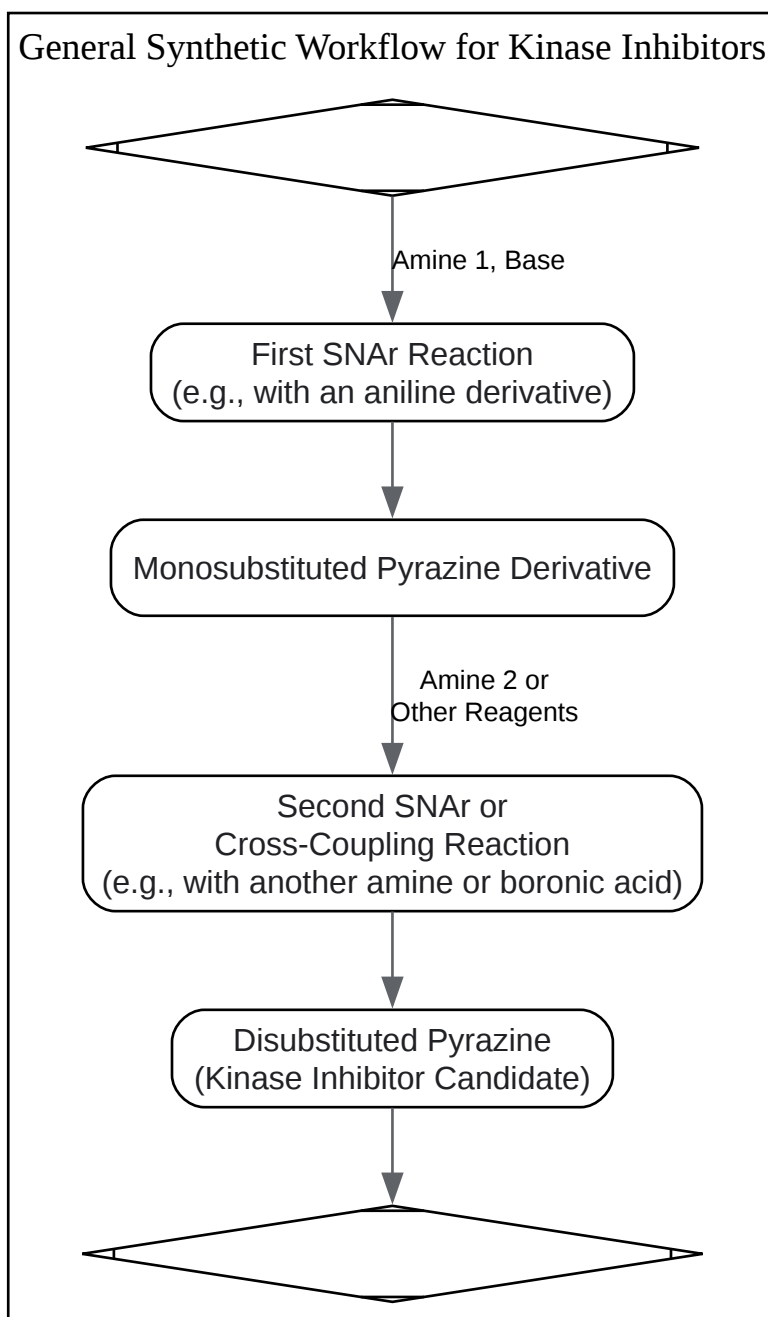 General Synthetic Workflow for Kinase Inhibitors
Amine 1, Base
First SNAr Reaction
(e.g., with an aniline derivative)
Monosubstituted Pyrazine Derivative
Amine 2 or
Other Reagents
Second SNAr or
Cross-Coupling Reaction
(e.g., with another amine or boronic acid)
Disubstituted Pyrazine
(Kinase Inhibitor Candidate)